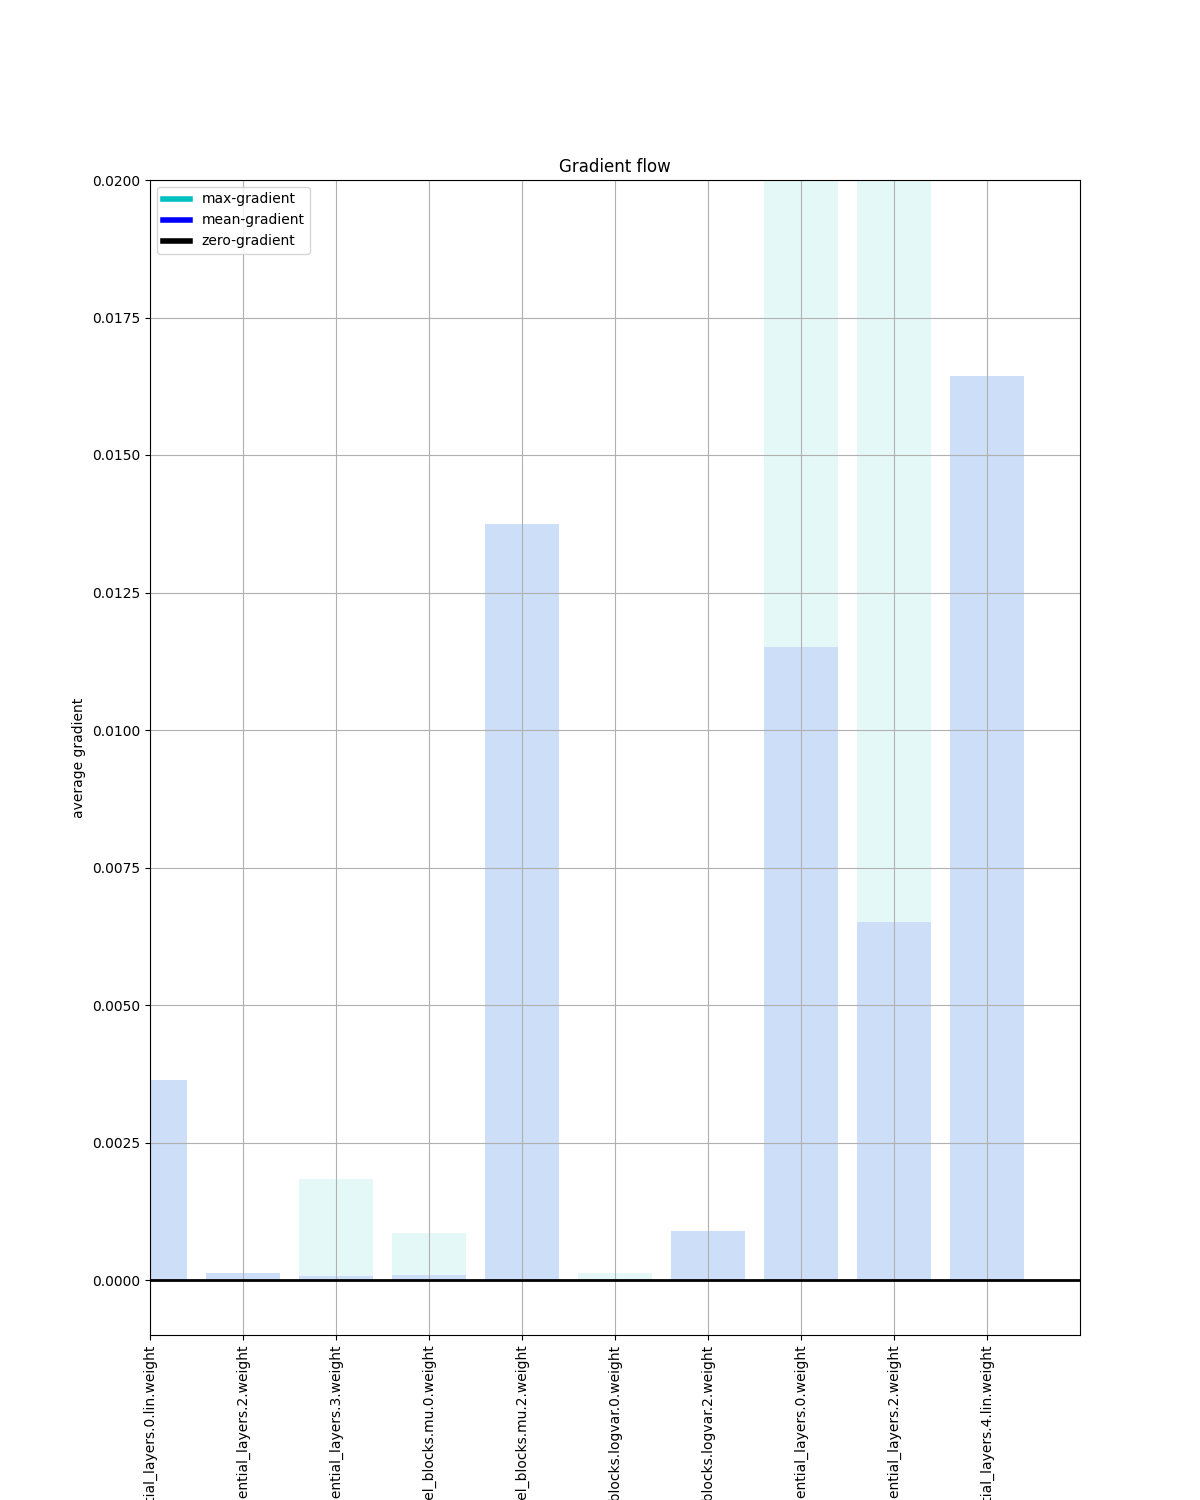 Gradient flow
max-gradient
mean-gradient
zero-gradient
0.0200
0.0175
0.0150
0.0125
0.0100
0.0075
0.0050
0.0025
0.0000
average gradient
tial_layers.0.lin.weight
ential_layers.2.weight
ential_layers.3.weight
el_blocks.mu.0.weight
el_blocks.mu.2.weight
blocks.logvar.0.weight
blocks.logvar.2.weight
ential_layers.0.weight
ential_layers.2.weight
tial_layers.4.lin.weight